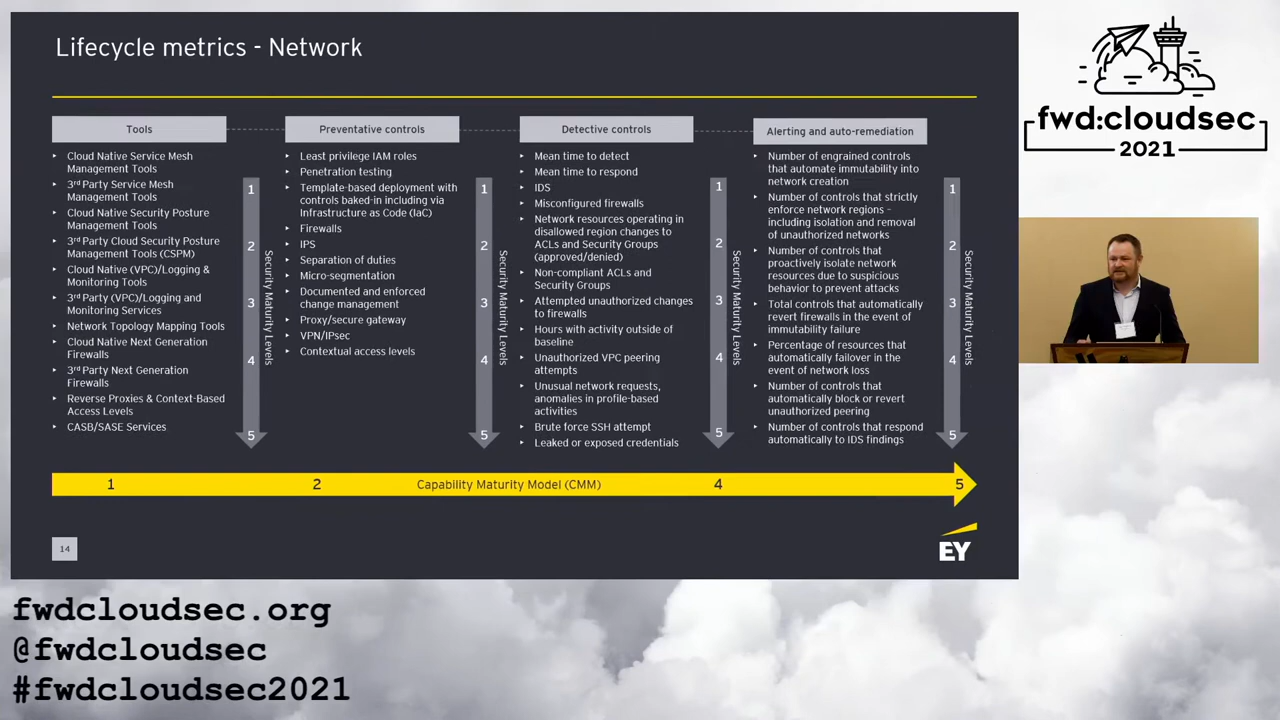 Lifecycle metrics - Network
Tools
Cloud Native Service Mesh
Management Tools
3rd Party Service Mesh
Management Tools
Cloud Native Security Posture
Management Tools
3rd Party Cloud Security Posture
Management Tools (CSPM)
Cloud Native (VPC)/Logging &
Monitoring Tools
3rd Party (VPC)/Logging and
Monitoring Services
Network Topology Mapping Tools
Cloud Native Next Generation
Firewalls
3rd Party Next Generation
Firewalls
Reverse Proxies & Context-Based
Access Levels
CASB/SASE Services
1
2
3
4
5
Security Maturity Levels
Preventative controls
Least privilege IAM roles
Penetration testing
Template-based deployment with
controls baked-in including via
Infrastructure as Code (IaC)
Firewalls
IPS
Separation of duties
Micro-segmentation
Documented and enforced
change management
Proxy/secure gateway
VPN/IPsec
Contextual access levels
1
2
3
4
5
Security Maturity Levels
Detective controls
Mean time to detect
Mean time to respond
IDS
Misconfigured firewalls
Network resources operating in
disallowed region changes to
ACLs and Security Groups
(approved/denied)
Non-compliant ACLs and
Security Groups
Attempted unauthorized changes
to firewalls
Hours with activity outside of
baseline
Unauthorized VPC peering
attempts
Unusual network requests,
anomalies in profile-based
activities
Brute force SSH attempt
Leaked or exposed credentials
1
2
3
4
5
Security Maturity Levels
Alerting and auto-remediation
Number of engrained controls
that automate immutability into
network creation
Number of controls that strictly
enforce network regions –
including isolation and removal
of unauthorized networks
Number of controls that
proactively isolate network
resources due to suspicious
behavior to prevent attacks
Total controls that automatically
revert firewalls in the event of
immutability failure
Percentage of resources that
automatically failover in the
event of network loss
Number of controls that
automatically block or revert
unauthorized peering
Number of controls that respond
automatically to IDS findings
1
2
3
4
5
Security Maturity Levels
1 2 Capability Maturity Model (CMM) 4 5
14
EY
fwd:cloudsec
2021
fwdcloudsec.org
@fwdcloudsec
#fwdcloudsec2021